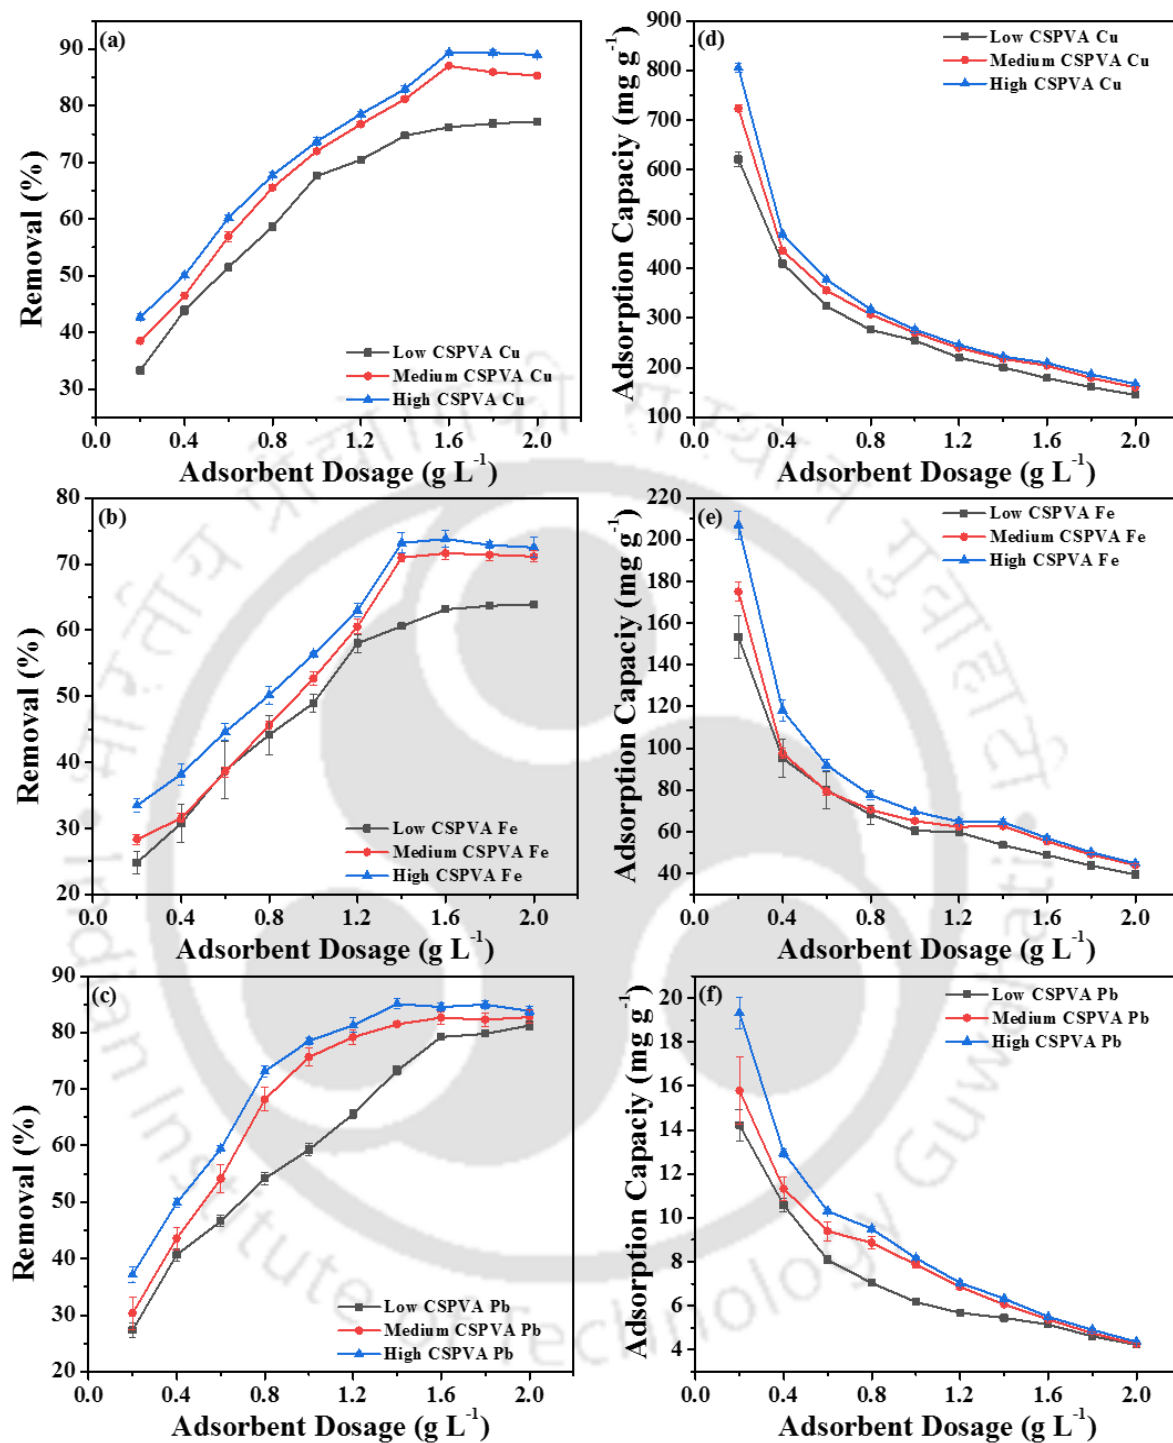 (a)
90
80
70
60
50
40
30
Removal (%)
Low CSPVA Cu
Medium CSPVA Cu
High CSPVA Cu
0.0 0.4 0.8 1.2 1.6 2.0
Adsorbent Dosage (g L-1)
(d)
900
800
700
600
500
400
300
200
100
Adsorption Capaciy (mg g-1)
Low CSPVA Cu
Medium CSPVA Cu
High CSPVA Cu
0.0 0.4 0.8 1.2 1.6 2.0
Adsorbent Dosage (g L-1)
(b)
80
70
60
50
40
30
20
Removal (%)
Low CSPVA Fe
Medium CSPVA Fe
High CSPVA Fe
0.0 0.4 0.8 1.2 1.6 2.0
Adsorbent Dosage (g L-1)
(e)
220
200
180
160
140
120
100
80
60
40
Adsorption Capaciy (mg g-1)
Low CSPVA Fe
Medium CSPVA Fe
High CSPVA Fe
0.0 0.4 0.8 1.2 1.6 2.0
Adsorbent Dosage (g L-1)
(c)
90
80
70
60
50
40
30
20
Removal (%)
Low CSPVA Pb
Medium CSPVA Pb
High CSPVA Pb
0.0 0.4 0.8 1.2 1.6 2.0
Adsorbent Dosage (g L-1)
(f)
20
18
16
14
12
10
8
6
4
Adsorption Capaciy (mg g-1)
Low CSPVA Pb
Medium CSPVA Pb
High CSPVA Pb
0.0 0.4 0.8 1.2 1.6 2.0
Adsorbent Dosage (g L-1)
Indian Institute of Technology Guwahati